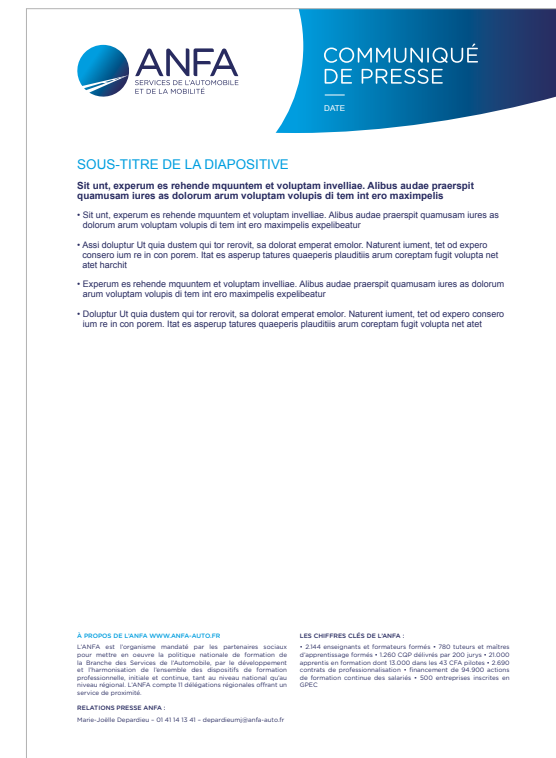 ANFA
SERVICES DE L'AUTOMOBILE
ET DE LA MOBILITÉ
COMMUNIQUÉ
DE PRESSE
DATE
SOUS-TITRE DE LA DIAPOSITIVE
Sit unt, experum es rehende mquuntem et voluptam invelliae. Alibus audae praerspit
quamusam iures as dolorum arum voluptam volupis di tem int ero maximpelis
• Sit unt, experum es rehende mquuntem et voluptam invelliae. Alibus audae praerspit quamusam iures as
dolorum arum voluptam volupis di tem int ero maximpelis expelibeatur
• Assi doluptur Ut quia dustem qui tor rerovit, sa dolorat emperat emolor. Naturent iument, tet od expero
consero ium re in con porem. Itat es asperup tatures quaeperis plauditiis arum coreptam fugit volupta net
atet harchit
• Experum es rehende mquuntem et voluptam invelliae. Alibus audae praerspit quamusam iures as dolorum
arum voluptam volupis di tem int ero maximpelis expelibeatur
• Doluptur Ut quia dustem qui tor rerovit, sa dolorat emperat emolor. Naturent iument, tet od expero consero
ium re in con porem. Itat es asperup tatures quaeperis plauditiis arum coreptam fugit volupta net atet
À PROPOS DE L'ANFA WWW.ANFA-AUTO.FR
L'ANFA est l'organisme mandaté par les partenaires sociaux
pour mettre en oeuvre la politique nationale de formation de
la Branche des Services de l'Automobile, par le développement
et l'harmonisation de l'ensemble des dispositifs de formation
professionnelle, initiale et continue, tant au niveau national qu'au
niveau régional. L'ANFA compte 11 délégations régionales offrant un
service de proximité.
RELATIONS PRESSE ANFA :
Marie-Joëlle Depardieu – 01 41 14 13 41 – depardieumj@anfa-auto.fr
LES CHIFFRES CLÉS DE L'ANFA :
• 2.144 enseignants et formateurs formés • 780 tuteurs et maîtres
d'apprentissage formés • 1.260 CQP délivrés par 200 jurys • 21.000
apprentis en formation dont 13.000 dans les 43 CFA pilotes • 2.690
contrats de professionnalisation • financement de 94.900 actions
de formation continue des salariés • 500 entreprises inscrites en
GPEC